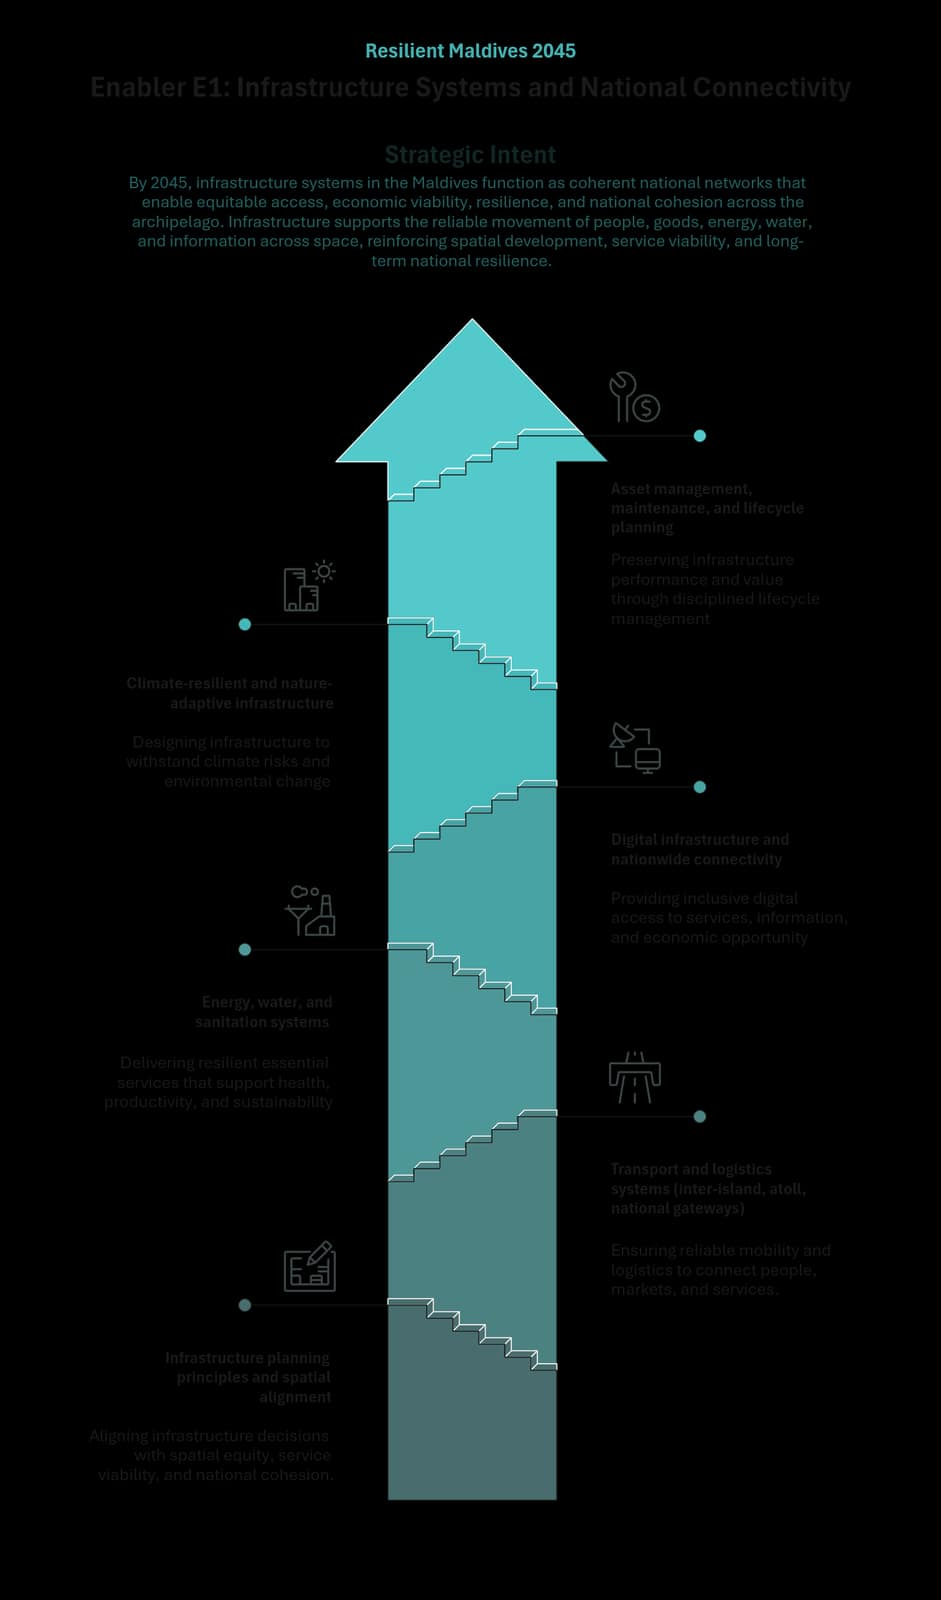 Resilient Maldives 2045
Enabler E1: Infrastructure Systems and National Connectivity
Strategic Intent
By 2045, infrastructure systems in the Maldives function as coherent national networks that
enable equitable access, economic viability, resilience, and national cohesion across the
archipelago. Infrastructure supports the reliable movement of people, goods, energy, water,
and information across space, reinforcing spatial development, service viability, and long-
term national resilience.
Asset management,
maintenance, and lifecycle
planning
Preserving infrastructure
performance and value
through disciplined lifecycle
management
Climate-resilient and nature-
adaptive infrastructure
Designing infrastructure to
withstand climate risks and
environmental change
Digital infrastructure and
nationwide connectivity
Providing inclusive digital
access to services, information,
and economic opportunity
Energy, water, and
sanitation systems
Delivering resilient essential
services that support health,
productivity, and sustainability
Transport and logistics
systems (inter-island, atoll,
national gateways)
Ensuring reliable mobility and
logistics to connect people,
markets, and services.
Infrastructure planning
principles and spatial
alignment
Aligning infrastructure decisions
with spatial equity, service
viability, and national cohesion.